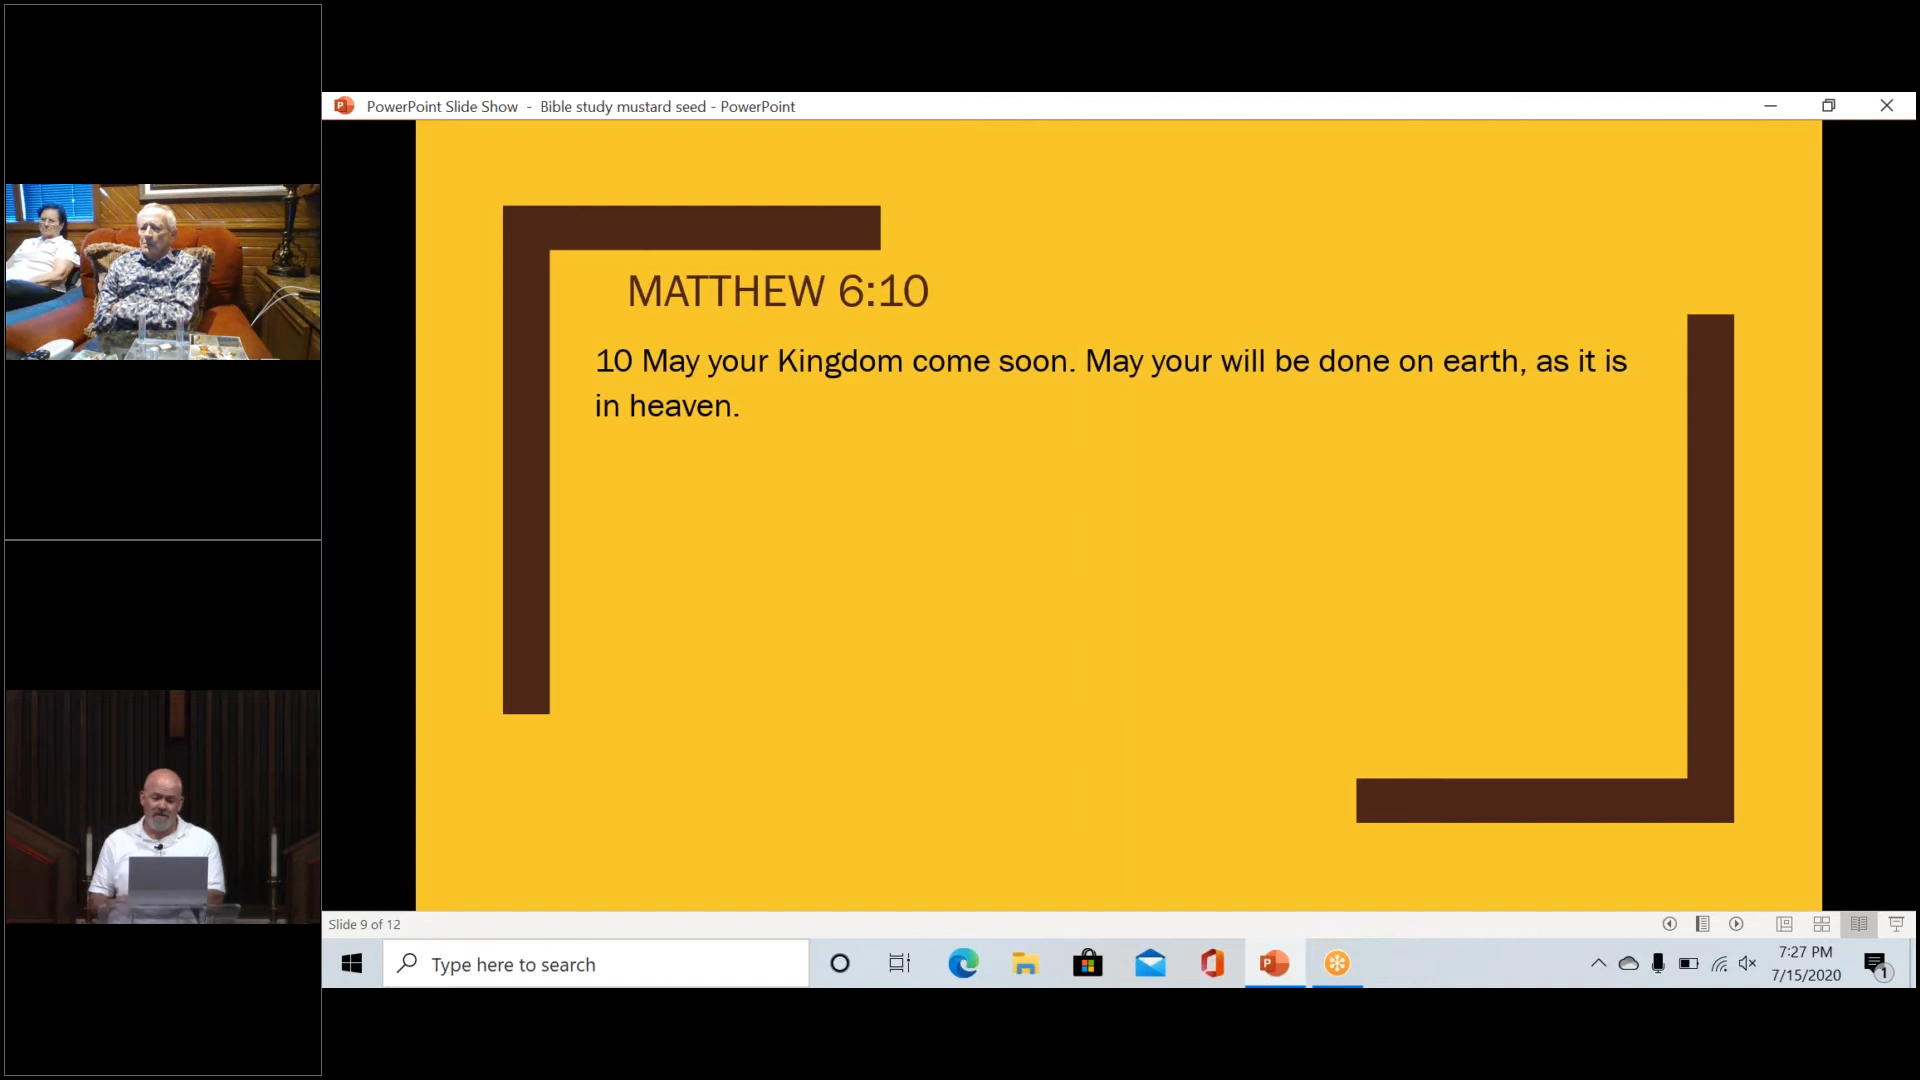 PowerPoint Slide Show - Bible study mustard seed - PowerPoint
MATTHEW 6:10
10 May your Kingdom come soon. May your will be done on earth, as it is
in heaven.
Slide 9 of 12
Type here to search
7:27 PM
7/15/2020
1